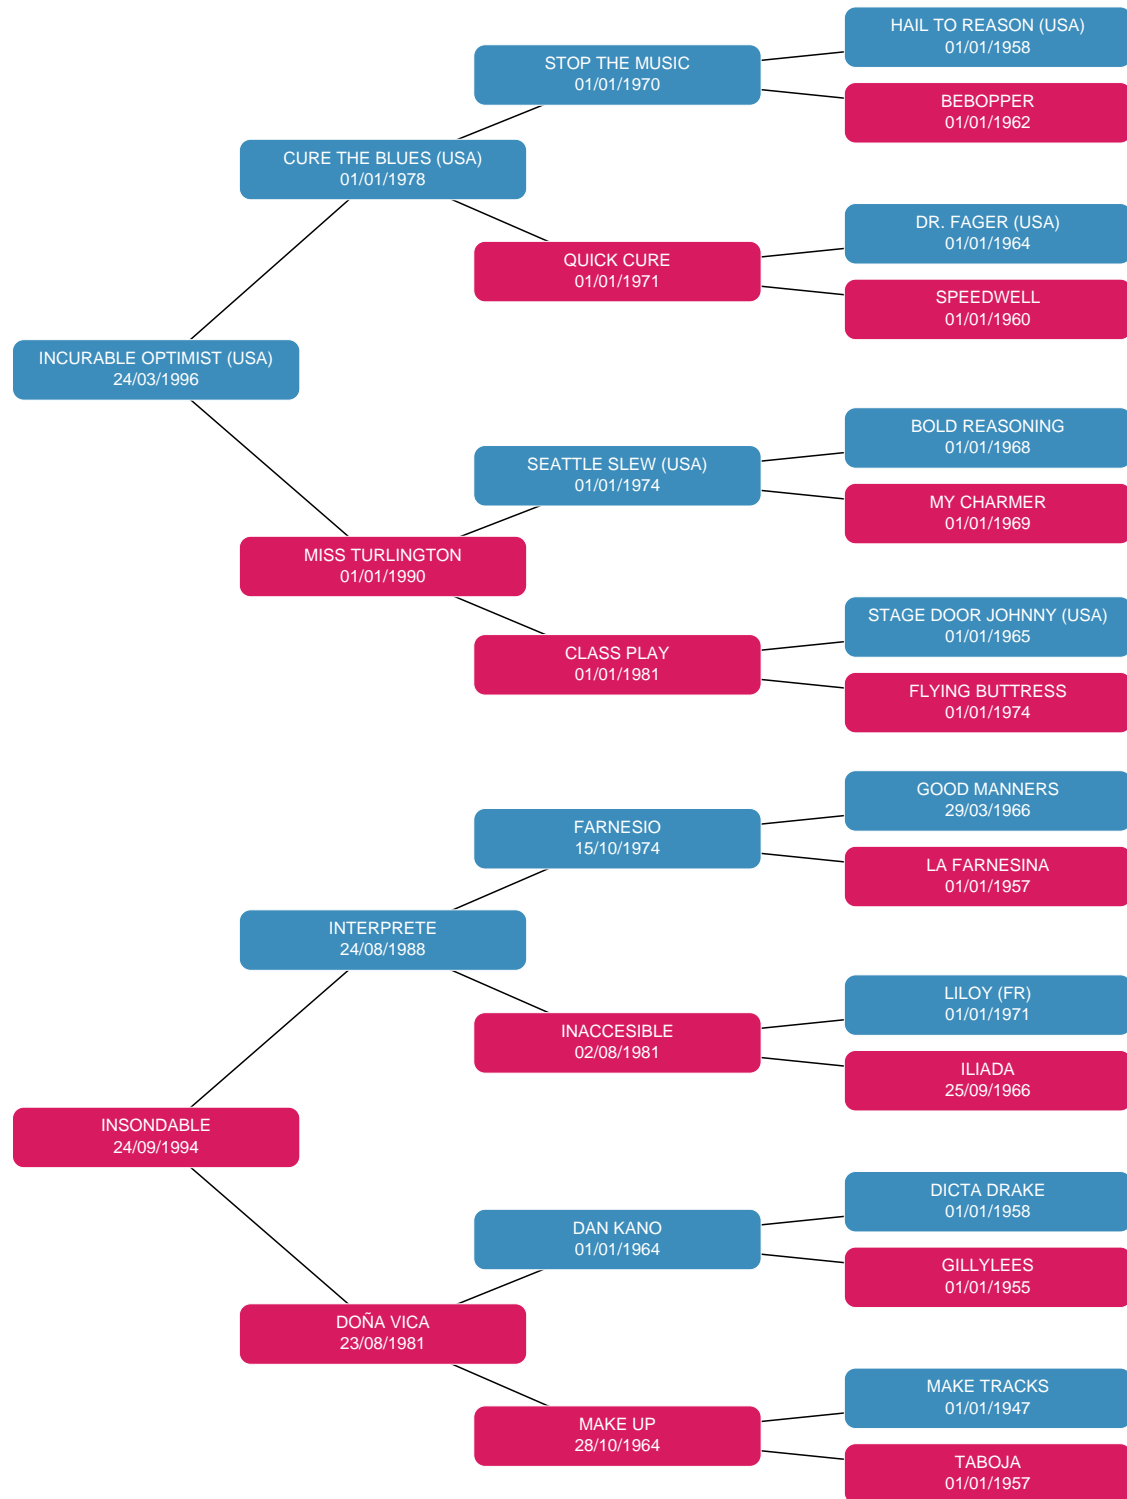 HAIL TO REASON (USA)
01/01/1958
STOP THE MUSIC
01/01/1970
BEBOPPER
01/01/1962
CURE THE BLUES (USA)
01/01/1978
DR. FAGER (USA)
01/01/1964
QUICK CURE
01/01/1971
SPEEDWELL
01/01/1960
INCURABLE OPTIMIST (USA)
24/03/1996
BOLD REASONING
01/01/1968
SEATTLE SLEW (USA)
01/01/1974
MY CHARMER
01/01/1969
MISS TURLINGTON
01/01/1990
STAGE DOOR JOHNNY (USA)
01/01/1965
CLASS PLAY
01/01/1981
FLYING BUTTRESS
01/01/1974
GOOD MANNERS
29/03/1966
FARNESIO
15/10/1974
LA FARNESINA
01/01/1957
INTERPRETE
24/08/1988
LILOY (FR)
01/01/1971
INACCESIBLE
02/08/1981
ILIADA
25/09/1966
INSONDABLE
24/09/1994
DICTA DRAKE
01/01/1958
DAN KANO
01/01/1964
GILLYLEES
01/01/1955
DOÑA VICA
23/08/1981
MAKE TRACKS
01/01/1947
MAKE UP
28/10/1964
TABOJA
01/01/1957